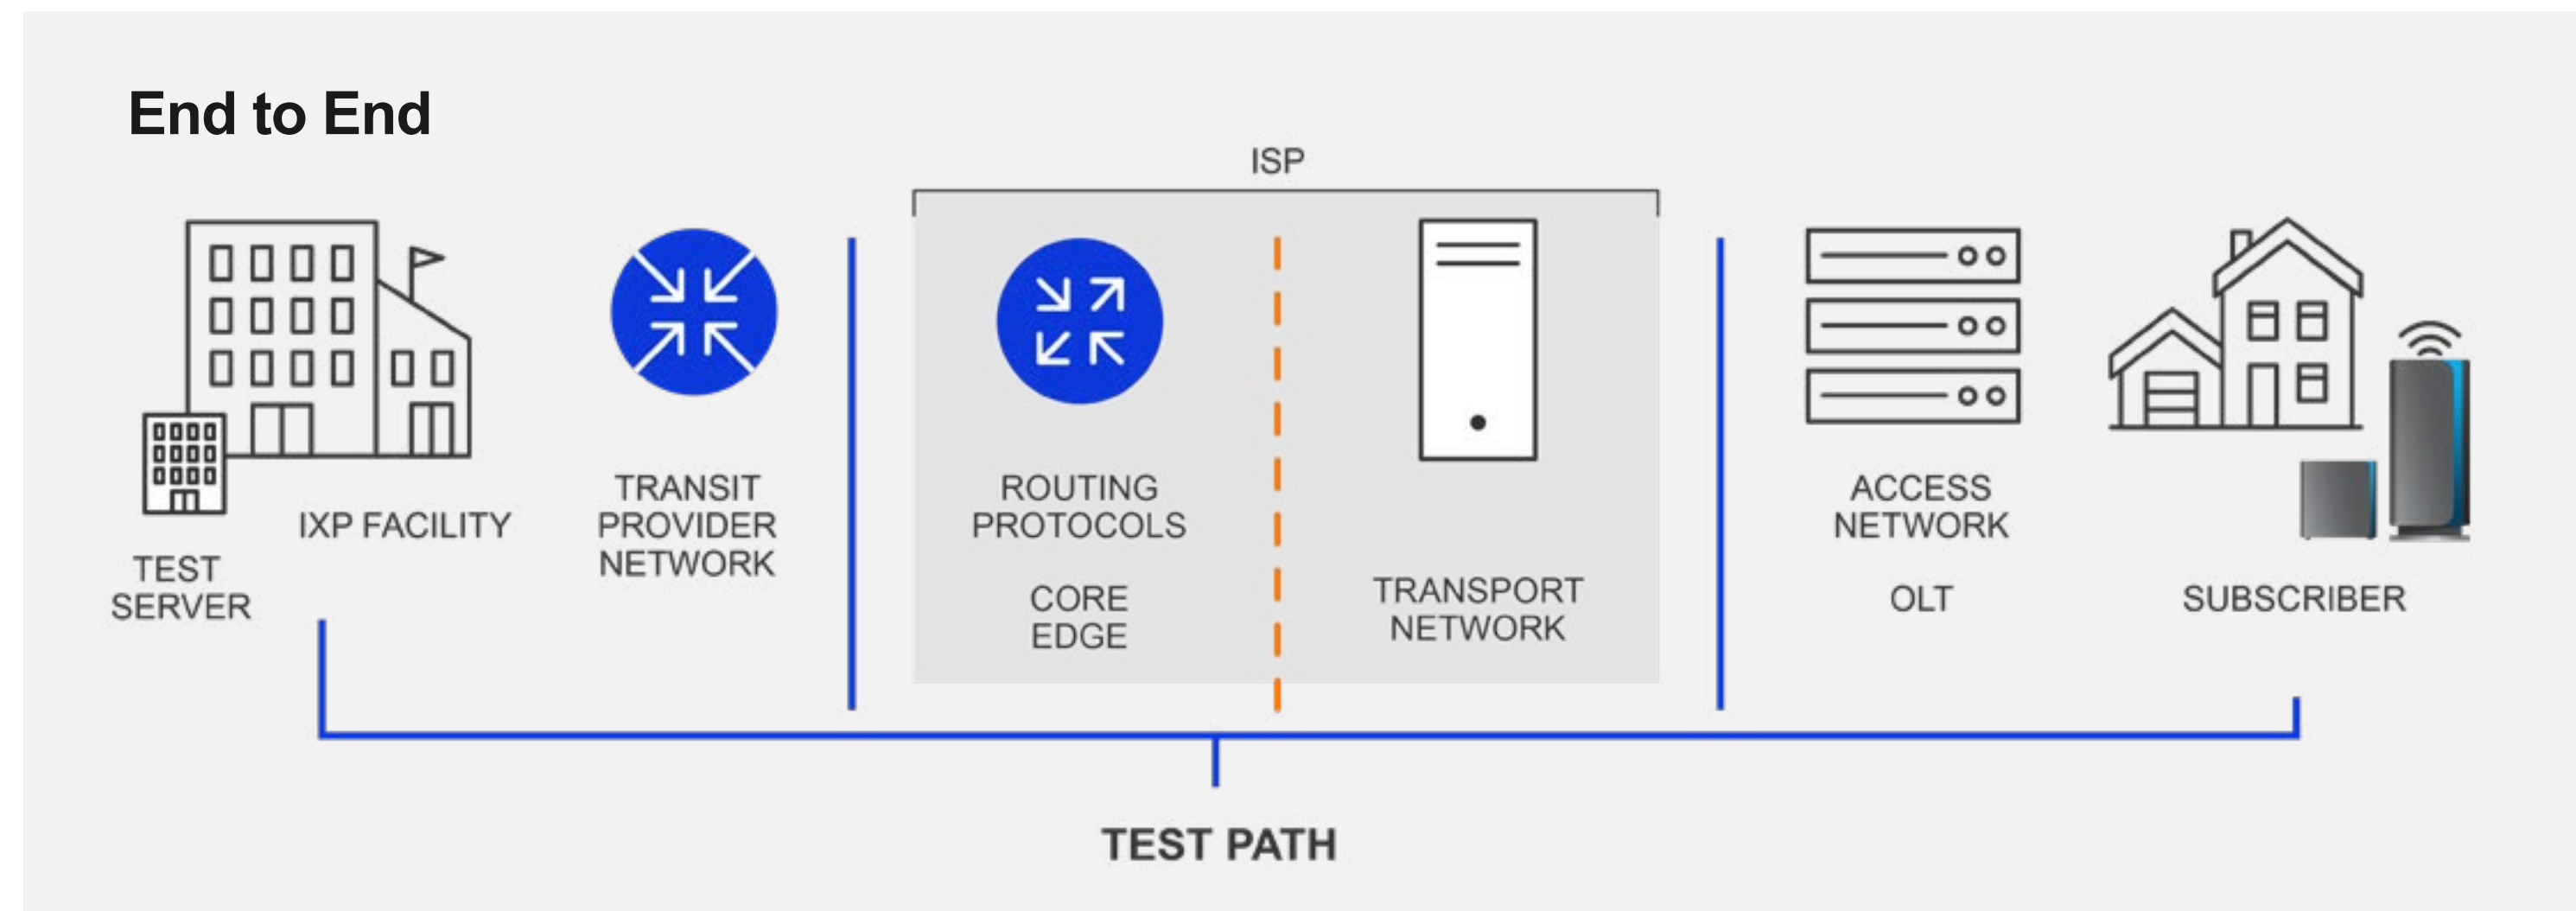 End to End
ISP
TEST
SERVER
IXP FACILITY
TRANSIT
PROVIDER
NETWORK
ROUTING
PROTOCOLS
CORE
EDGE
TRANSPORT
NETWORK
ACCESS
NETWORK
OLT
SUBSCRIBER
TEST PATH